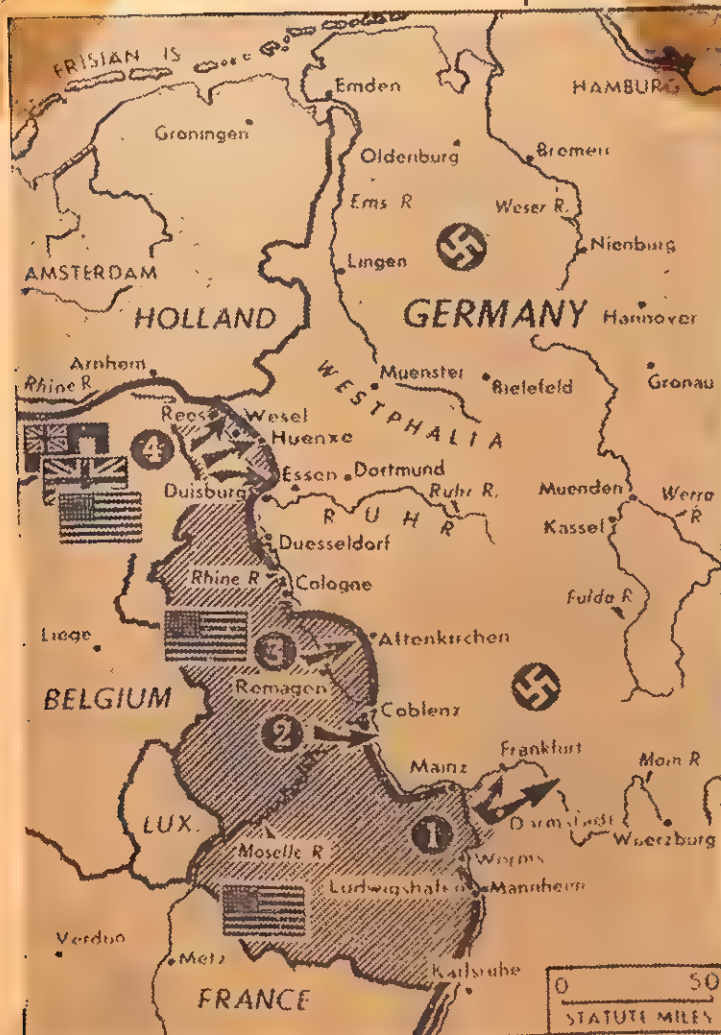 FRISIAN IS
Emden
HAMBURG
Groningen
Oldenburg
Bremen
Ems R
Weser R.
Nienburg
AMSTERDAM
Lingen
HOLLAND
GERMANY
Hannover
Arnhem
Rhine R
Muenster
Bielefeld
Gronau
WESTPHALIA
Rees
Wesel
Huenxe
4
Essen
Dortmund
Duisburg
Ruhr R.
Muenden
Werra R
RUHR
Kassel
Duesseldorf
Rhine R
Cologne
Fulda R
Liege
3
Altenkirchen
Remagen
BELGIUM
Coblenz
2
Frankfurt
Main R
Mainz
LUX.
1
Darmstadt
Wuerzburg
Moselle R
Worms
Ludwigshafen
Mannheim
Verdun
Metz
Karlsruhe
FRANCE
0 50
STATUTE MILES